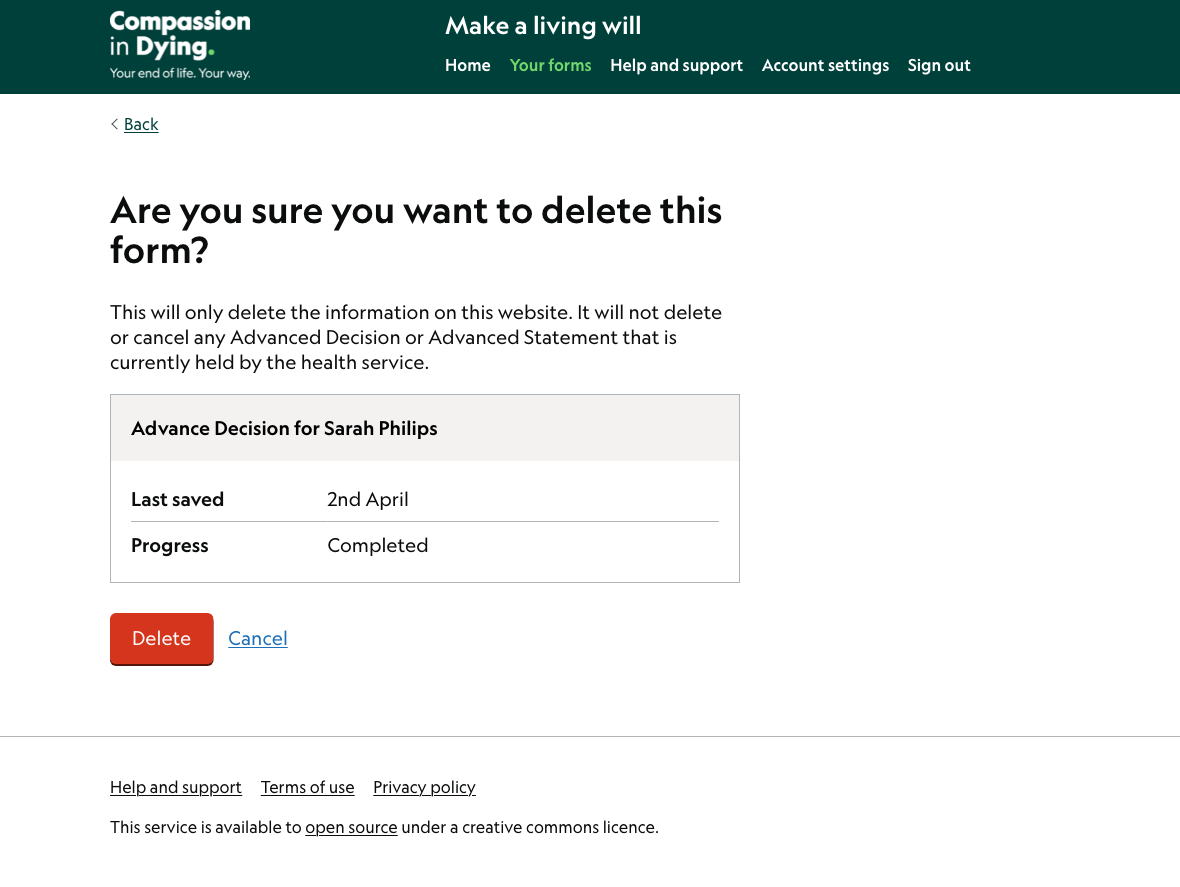 Compassion
in Dying.
Your end of life. Your way.
Make a living will
Home Your forms Help and support Account settings Sign out
< Back
Are you sure you want to delete this
form?
This will only delete the information on this website. It will not delete
or cancel any Advanced Decision or Advanced Statement that is
currently held by the health service.
Advance Decision for Sarah Philips
Last saved 2nd April
Progress Completed
Delete Cancel
Help and support Terms of use Privacy policy
This service is available to open source under a creative commons licence.